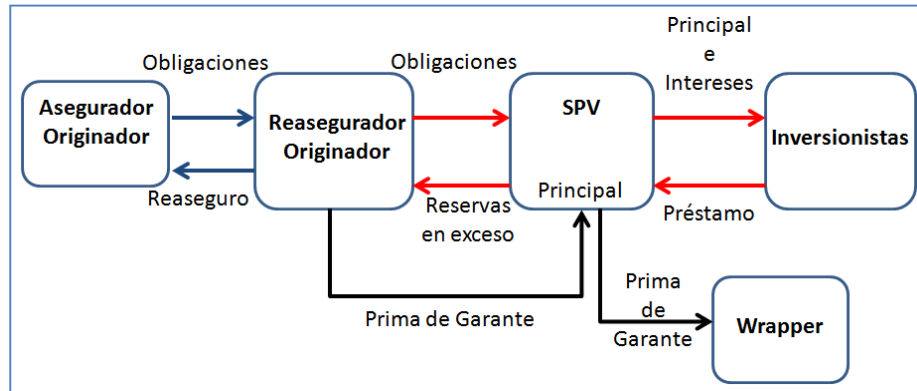 Obligaciones
Obligaciones
Principal
e
Intereses
Asegurador
Originador
Reasegurador
Originador
SPV
Inversionistas
Reaseguro
Reservas
en exceso
Principal
Préstamo
Prima de Garante
Prima
de
Garante
Wrapper